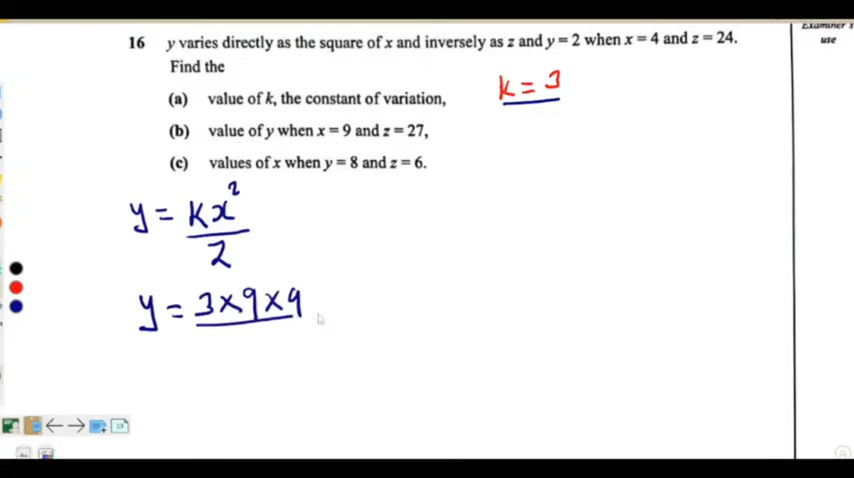 Examiner's
use
16 y varies directly as the square of x and inversely as z and y = 2 when x = 4 and z = 24.
Find the
(a) value of k, the constant of variation,
k = 3
(b) value of y when x = 9 and z = 27,
(c) values of x when y = 8 and z = 6.
y = kx²/z
y = 3×9×9
19